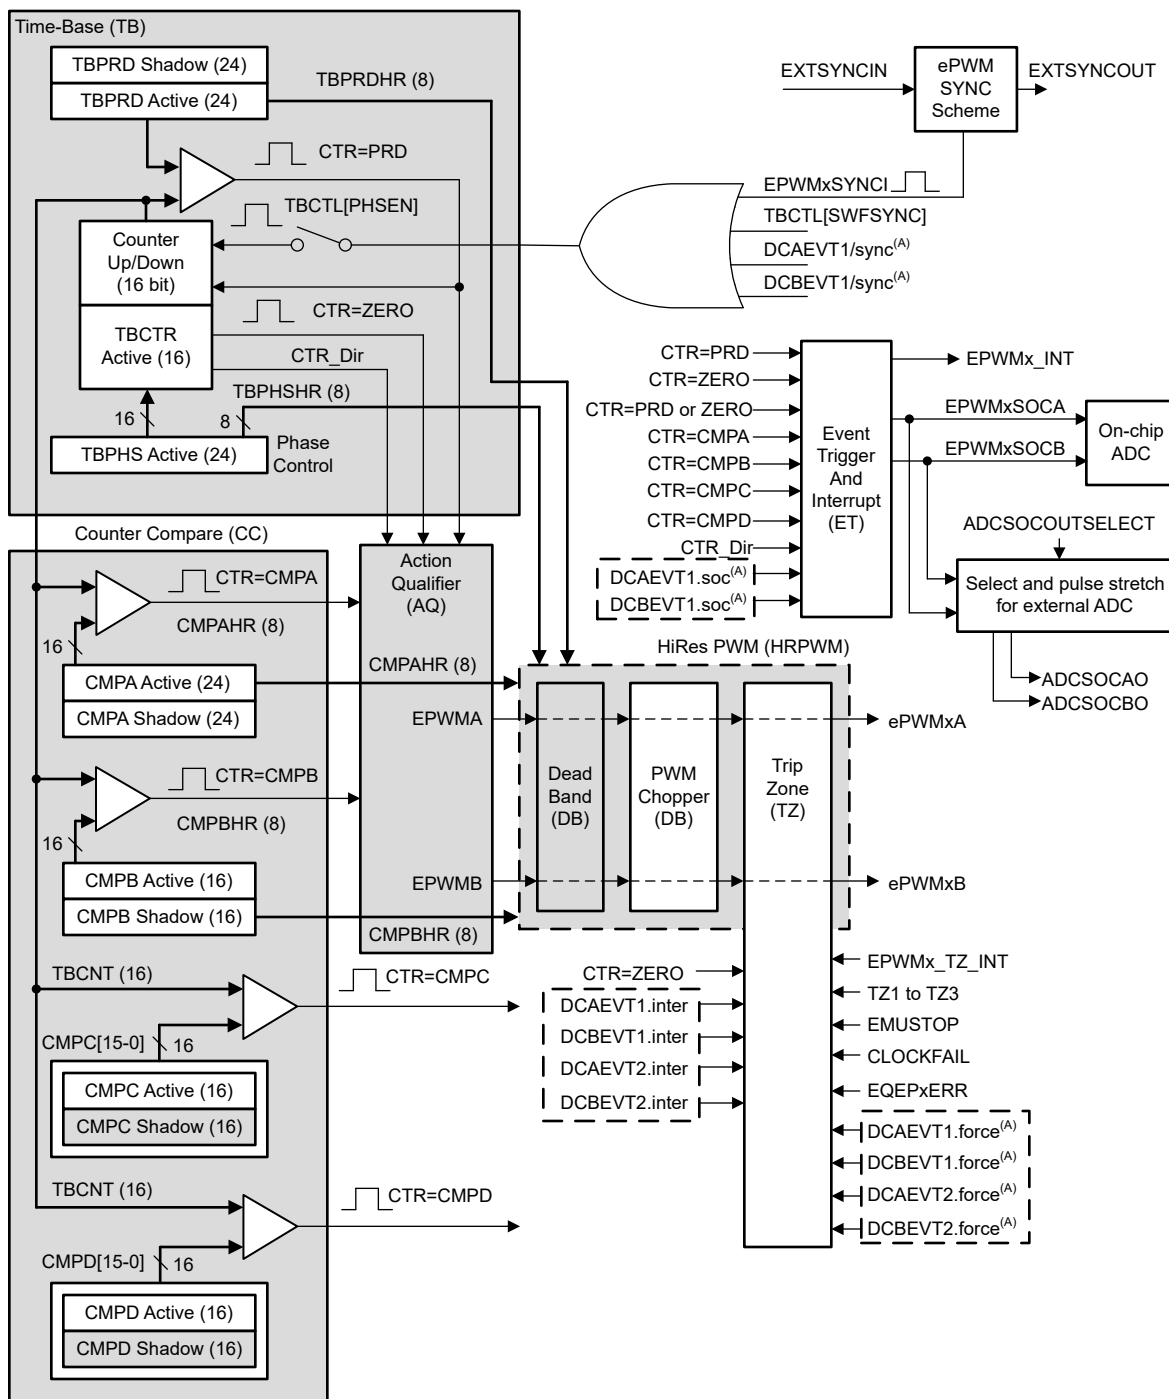 Time-Base (TB)
TBPRD Shadow (24)
TBPRD Active (24)
TBPRDHR (8)
CTR=PRD
TBCTL[PHSEN]
Counter
Up/Down
(16 bit)
CTR=ZERO
TBCTR
Active (16)
CTR_Dir
TBPHSHR (8)
16
8
TBPHS Active (24)
Phase
Control
EXTSYNCIN
ePWM
SYNC
Scheme
EXTSYNCOUT
EPWMxSYNCI
TBCTL[SWFSYNC]
DCAEVT1/sync(A)
DCBEVT1/sync(A)
CTR=PRD
CTR=ZERO
CTR=PRD or ZERO
CTR=CMPA
CTR=CMPB
CTR=CMPC
CTR=CMPD
CTR_Dir
DCAEVT1.soc(A)
DCBEVT1.soc(A)
Event
Trigger
And
Interrupt
(ET)
EPWMx_INT
EPWMxSOCA
EPWMxSOCB
On-chip
ADC
ADCSOCOUTSELECT
Select and pulse stretch
for external ADC
ADCSOCAO
ADCSOCBO
Counter Compare (CC)
CTR=CMPA
CMPAHR (8)
16
CMPA Active (24)
CMPA Shadow (24)
CTR=CMPB
CMPBHR (8)
16
CMPB Active (16)
CMPB Shadow (16)
TBCNT (16)
CTR=CMPC
CMPC[15-0]
16
CMPC Active (16)
CMPC Shadow (16)
TBCNT (16)
CTR=CMPD
CMPD[15-0]
16
CMPD Active (16)
CMPD Shadow (16)
Action
Qualifier
(AQ)
CMPAHR (8)
EPWMA
EPWMB
CMPBHR (8)
HiRes PWM (HRPWM)
Dead
Band
(DB)
PWM
Chopper
(DB)
Trip
Zone
(TZ)
ePWMxA
ePWMxB
CTR=ZERO
DCAEVT1.inter
DCBEVT1.inter
DCAEVT2.inter
DCBEVT2.inter
EPWMx_TZ_INT
TZ1 to TZ3
EMUSTOP
CLOCKFAIL
EQEPxERR
DCAEVT1.force(A)
DCBEVT1.force(A)
DCAEVT2.force(A)
DCBEVT2.force(A)